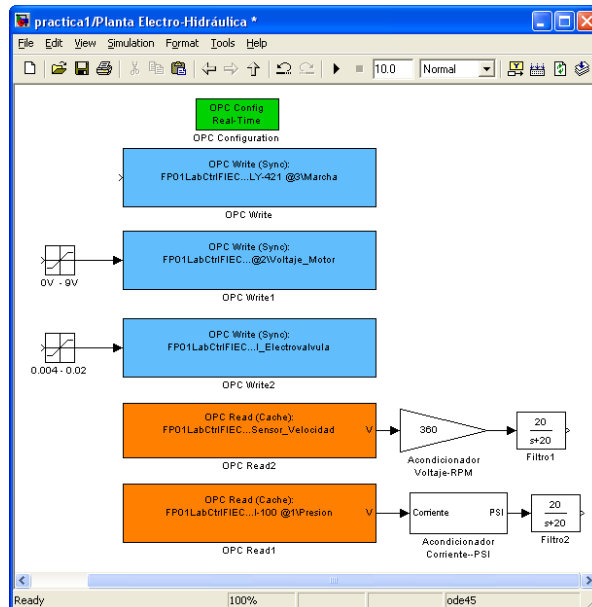 practica1/Planta Electro-Hidráulica *
File Edit View Simulation Format Tools Help
10.0 Normal
OPC Config
Real-Time
OPC Configuration
OPC Write (Sync):
FP01LabCtrlFIEC...LY-421 @3\Marcha
OPC Write
OPC Write (Sync):
FP01LabCtrlFIEC... @2\Voltaje_Motor
0V - 9V
OPC Write1
OPC Write (Sync):
FP01LabCtrlFIEC...I_Electrovalvula
0.004 - 0.02
OPC Write2
OPC Read (Cache):
FP01LabCtrlFIEC...Sensor_Velocidad
V
OPC Read2
360
Acondicionador
Voltaje-RPM
20
s+20
Filtro1
OPC Read (Cache):
FP01LabCtrlFIEC...I-100 @1\Presion
V
OPC Read1
Corriente PSI
Acondicionador
Corriente--PSI
20
s+20
Filtro2
Ready 100% ode45